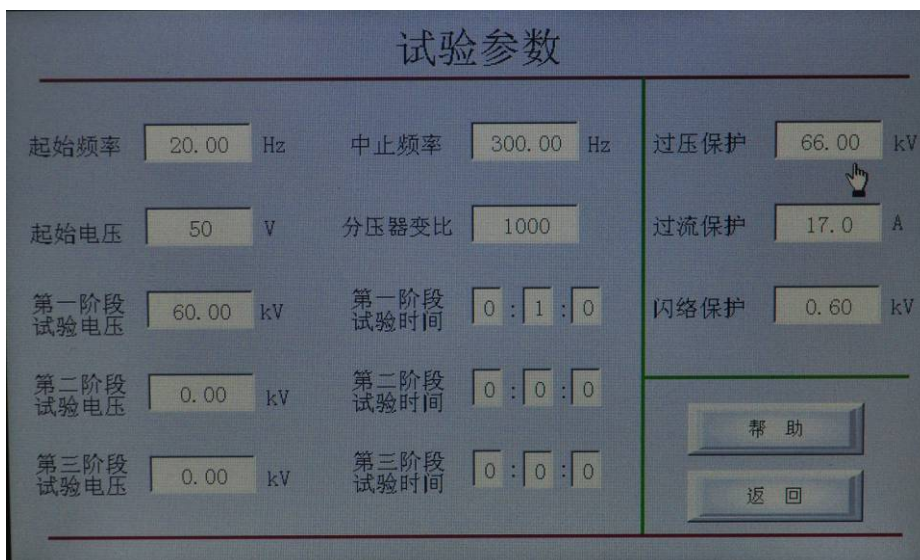 试验参数
起始频率 20.00 Hz 中止频率 300.00 Hz 过压保护 66.00 kV
起始电压 50 V 分压器变比 1000 过流保护 17.0 A
第一阶段
试验电压 60.00 kV
第一阶段
试验时间 0 : 1 : 0
闪络保护 0.60 kV
第二阶段
试验电压 0.00 kV
第二阶段
试验时间 0 : 0 : 0
第三阶段
试验电压 0.00 kV
第三阶段
试验时间 0 : 0 : 0
帮 助
返 回